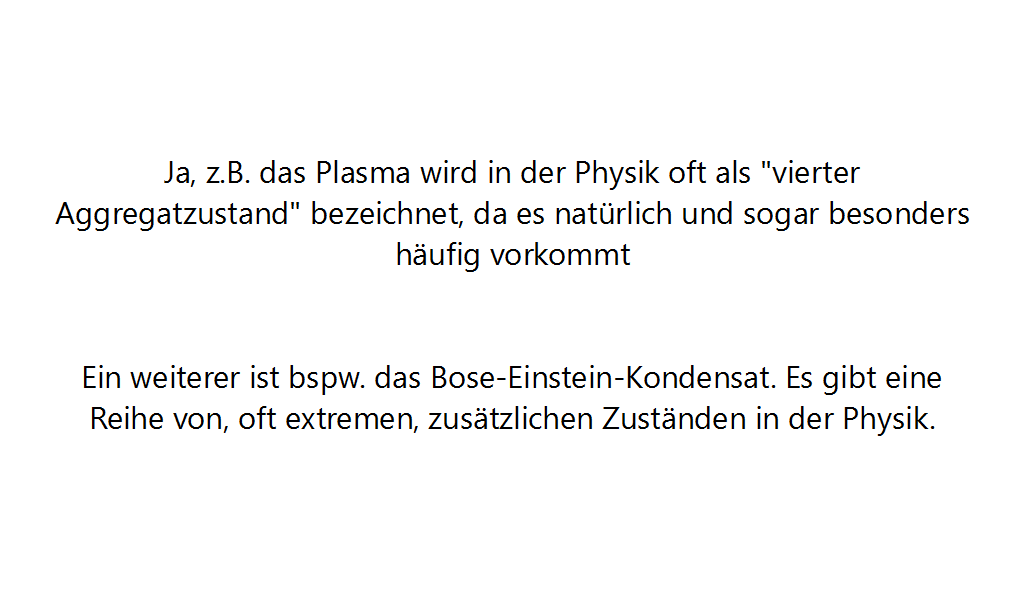 Ja, z.B. das Plasma wird in der Physik oft als "vierter
Aggregatzustand" bezeichnet, da es natürlich und sogar besonders
häufig vorkommt
Ein weiterer ist bspw. das Bose-Einstein-Kondensat. Es gibt eine
Reihe von, oft extremen, zusätzlichen Zuständen in der Physik.